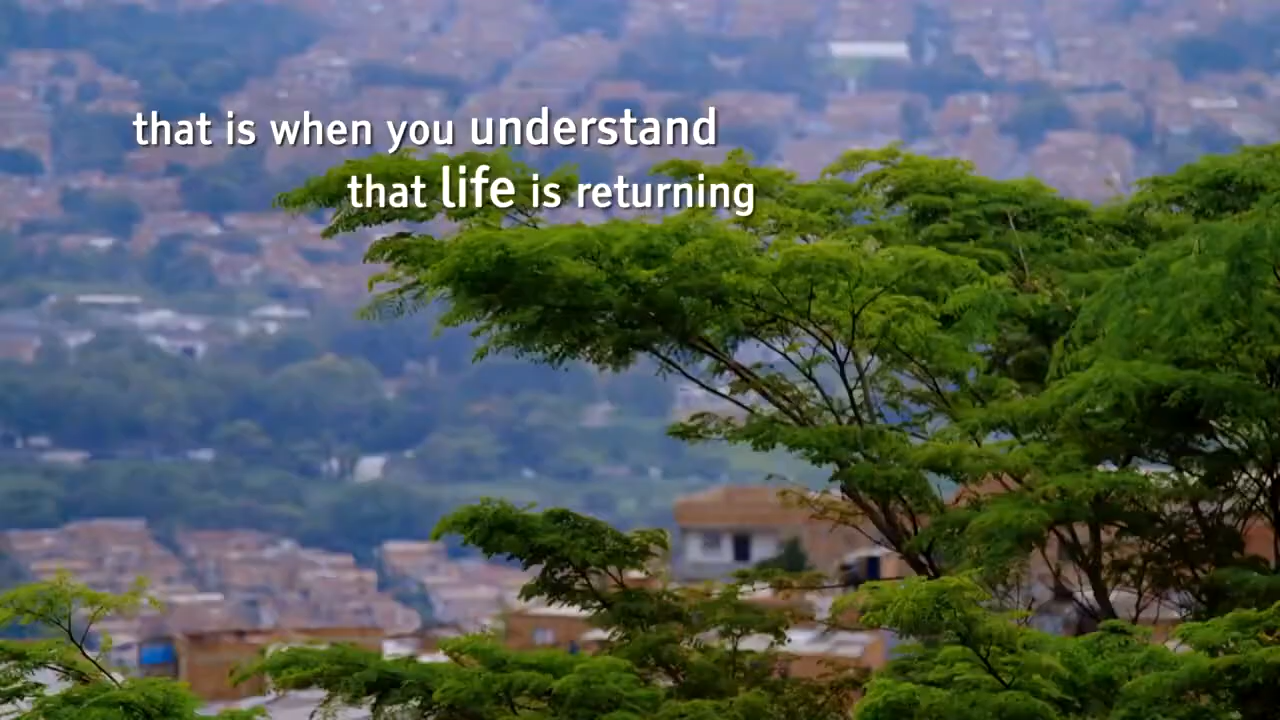 that is when you understand
that life is returning